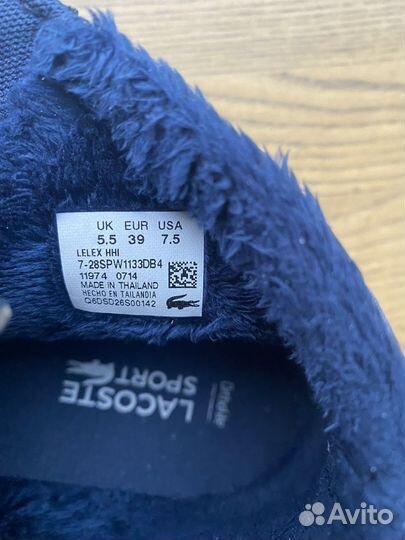 UK EUR USA
5.5 39 7.5
LELEX HHI
7-28SPW1133DB4
11974 0714
MADE IN THAILAND
HECHO EN TAILANDIA
Q6DSD26S00142
LACOSTE
SPORT
Ortholite
Avito